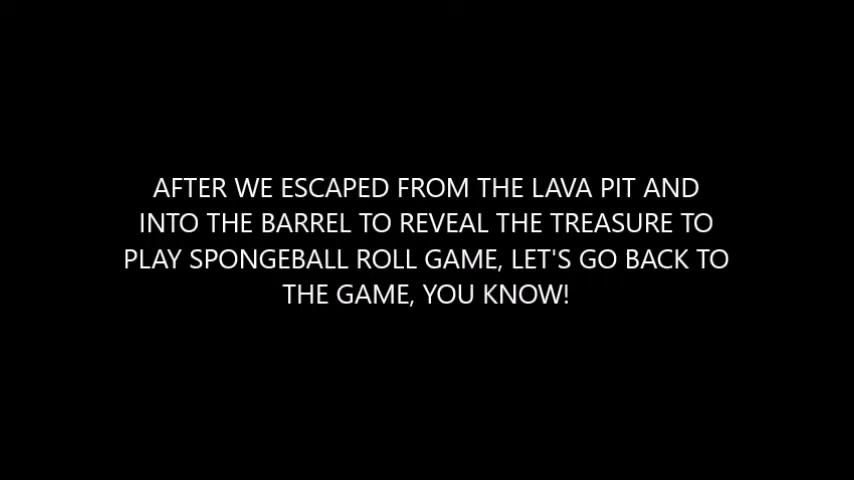 AFTER WE ESCAPED FROM THE LAVA PIT AND
INTO THE BARREL TO REVEAL THE TREASURE TO
PLAY SPONGEBALL ROLL GAME, LET'S GO BACK TO
THE GAME, YOU KNOW!